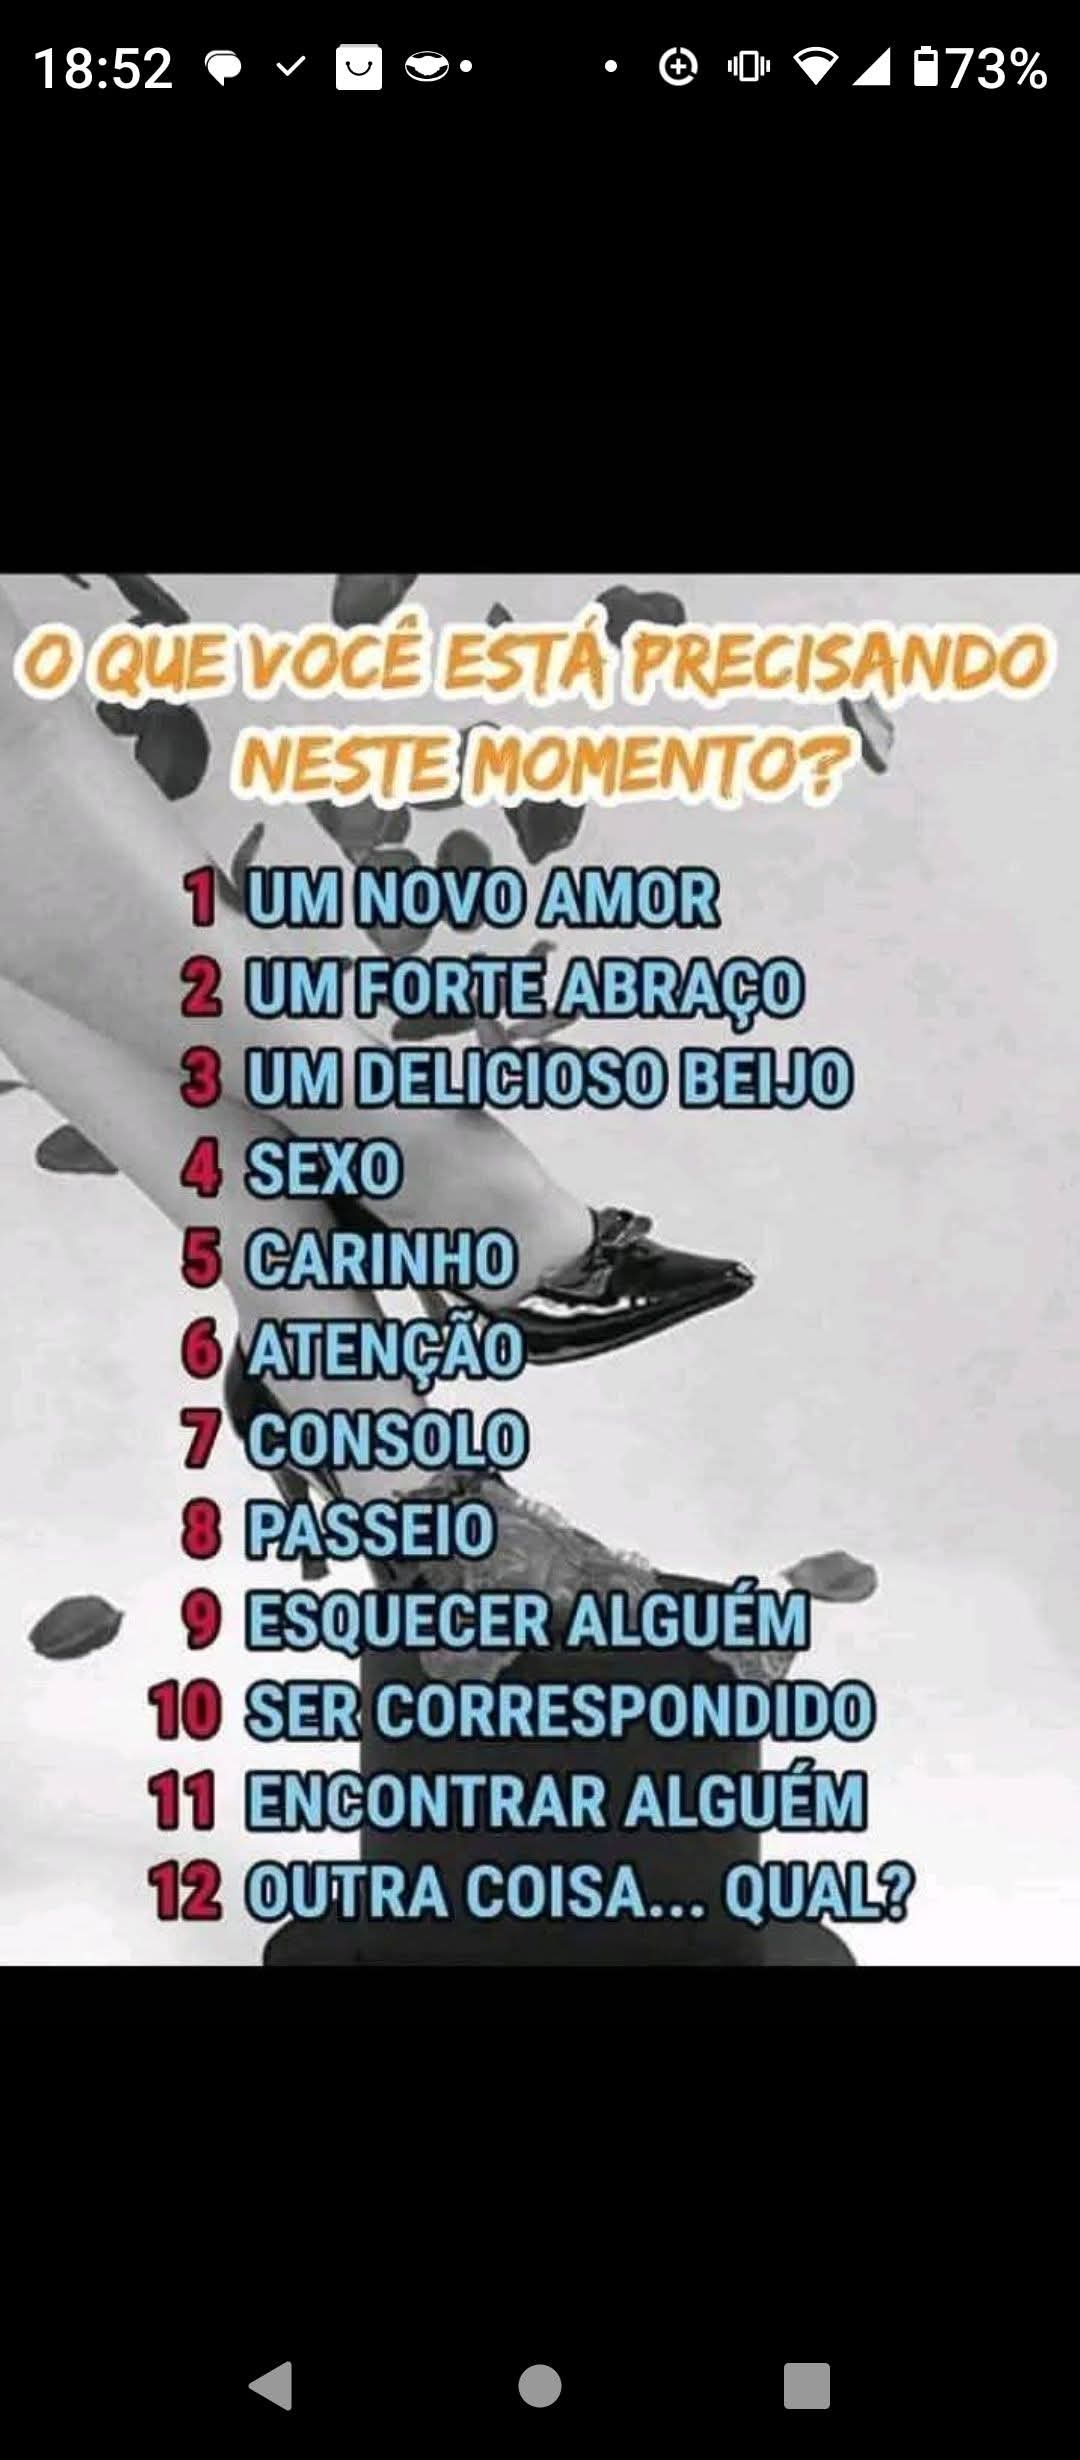 18:52
73%
O QUE VOCÊ ESTÁ PRECISANDO
NESTE MOMENTO?
1 UM NOVO AMOR
2 UM FORTE ABRAÇO
3 UM DELICIOSO BEIJO
4 SEXO
5 CARINHO
6 ATENÇÃO
7 CONSOLO
8 PASSEIO
9 ESQUECER ALGUÉM
10 SER CORRESPONDIDO
11 ENCONTRAR ALGUÉM
12 OUTRA COISA... QUAL?